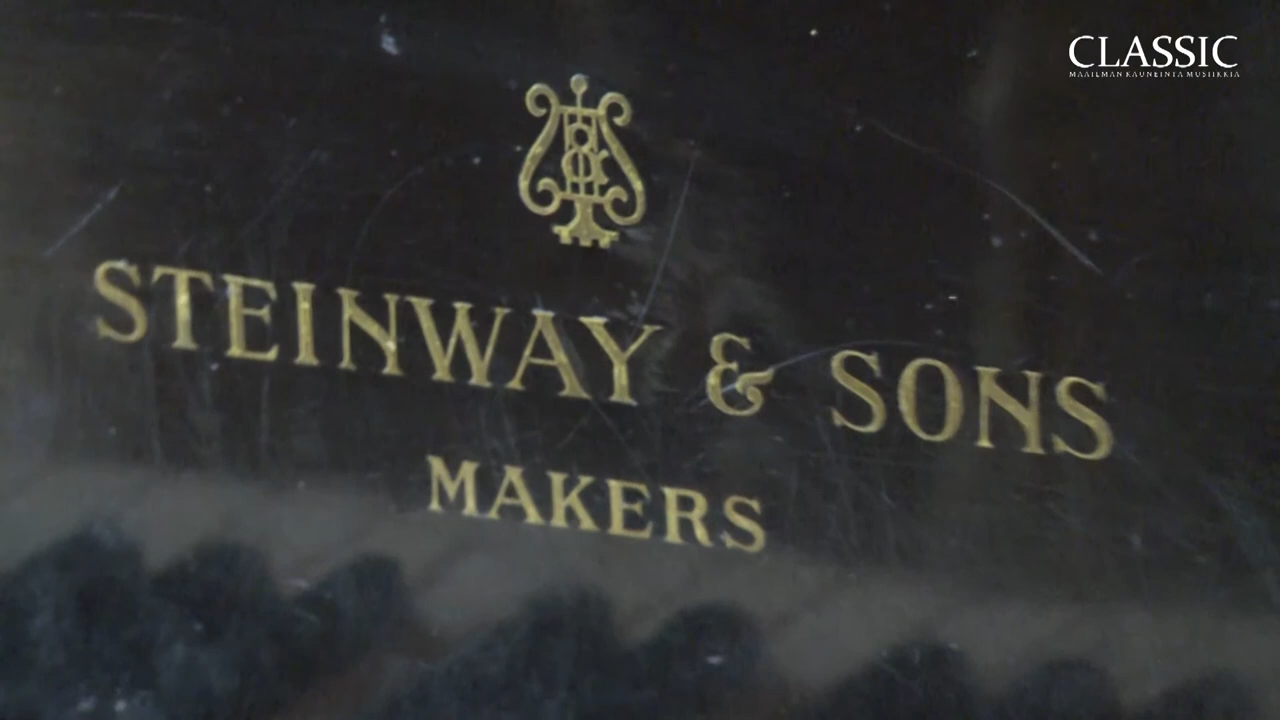 CLASSIC
MAAILMAN KAUNEINTA MUSIIKKIA
STEINWAY & SONS
MAKERS